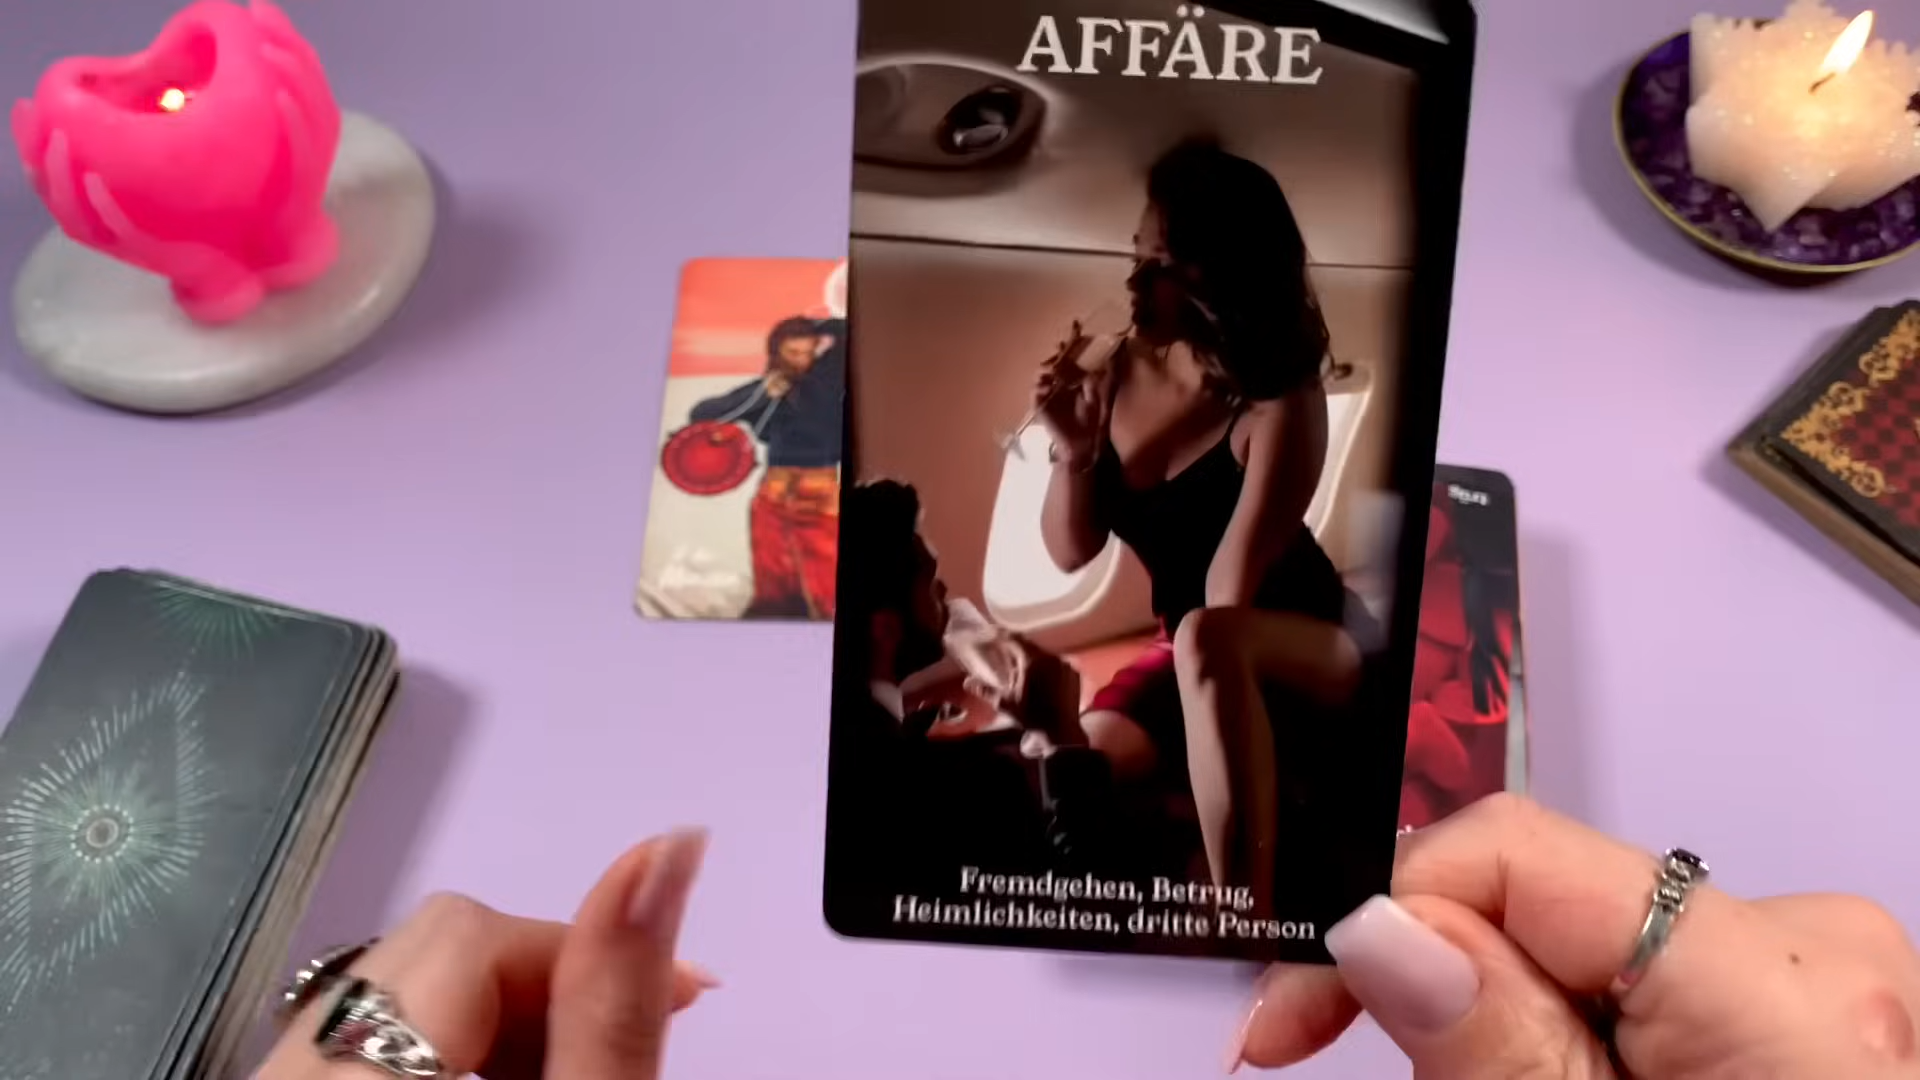 AFFÄRE
Fremdgehen, Betrug,
Heimlichkeiten, dritte Person